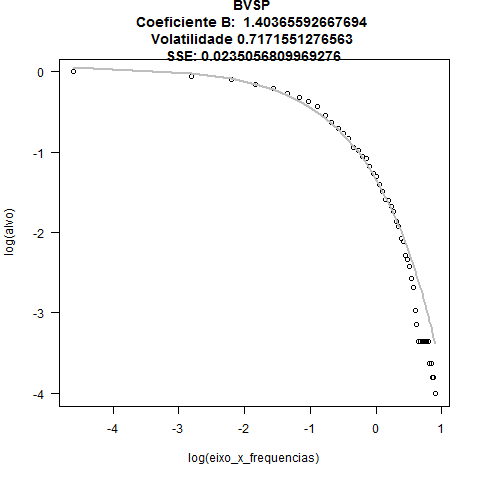 BVSP
Coeficiente B:  1.40365592667694
Volatilidade 0.7171551276563
SSE: 0.0235056809969276
log(alvo)
0
-1
-2
-3
-4
-4
-3
-2
-1
0
1
log(eixo_x_frequencias)